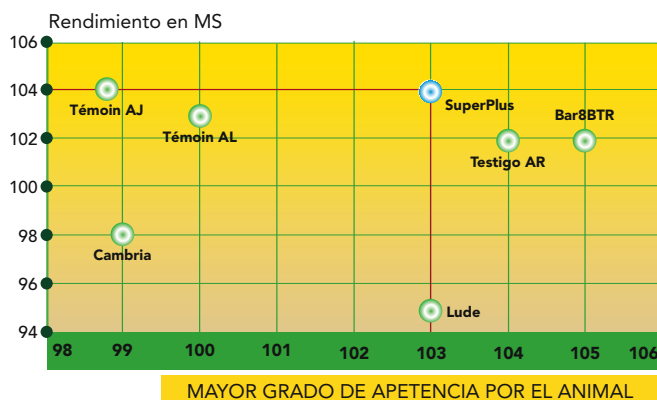 Rendimiento en MS
106
104
Témoin AJ
SuperPlus
Témoin AL
Bar8BTR
102
Testigo AR
100
98
Cambria
96
Lude
94
98 99 100 101 102 103 104 105 106
MAYOR GRADO DE APETENCIA POR EL ANIMAL